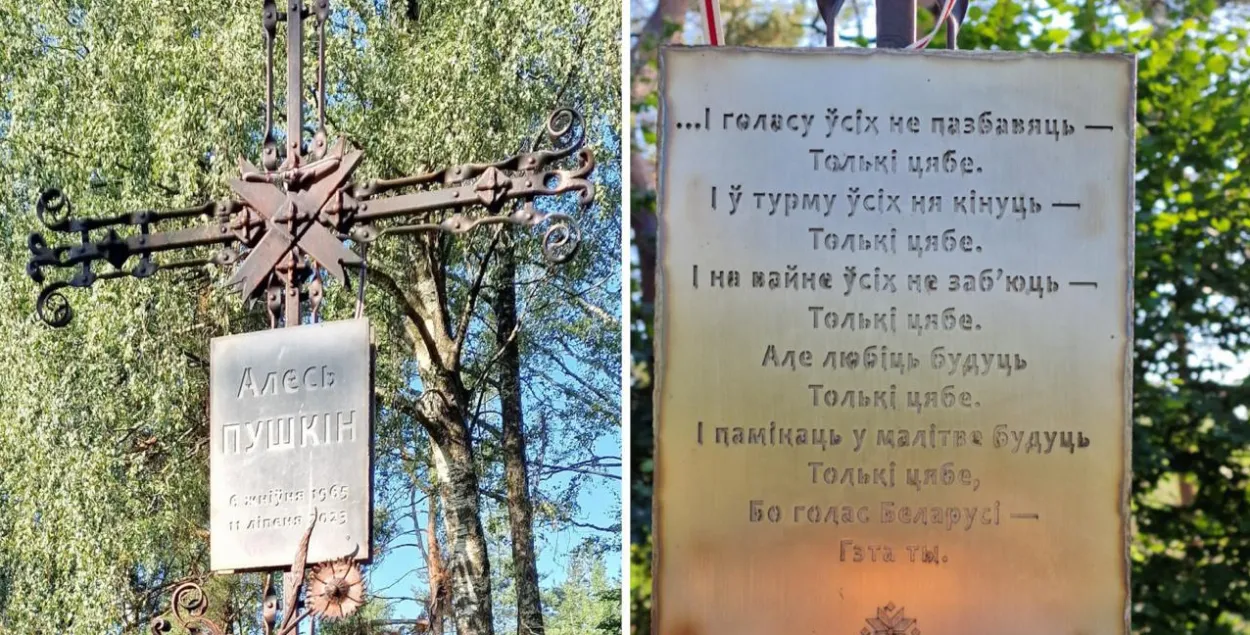 Алесь
ПУШКІН
6 жніўня 1965
11 ліпеня 2023
...І голасу ўсіх не пазбавяць —
Толькі цябе.
І ў турму ўсіх ня кінуць —
Толькі цябе.
І на вайне ўсіх не заб’юць —
Толькі цябе.
Але любіць будуць
Толькі цябе.
І памінаць у малітве будуць
Толькі цябе,
Бо голас Беларусі —
Гэта ты.